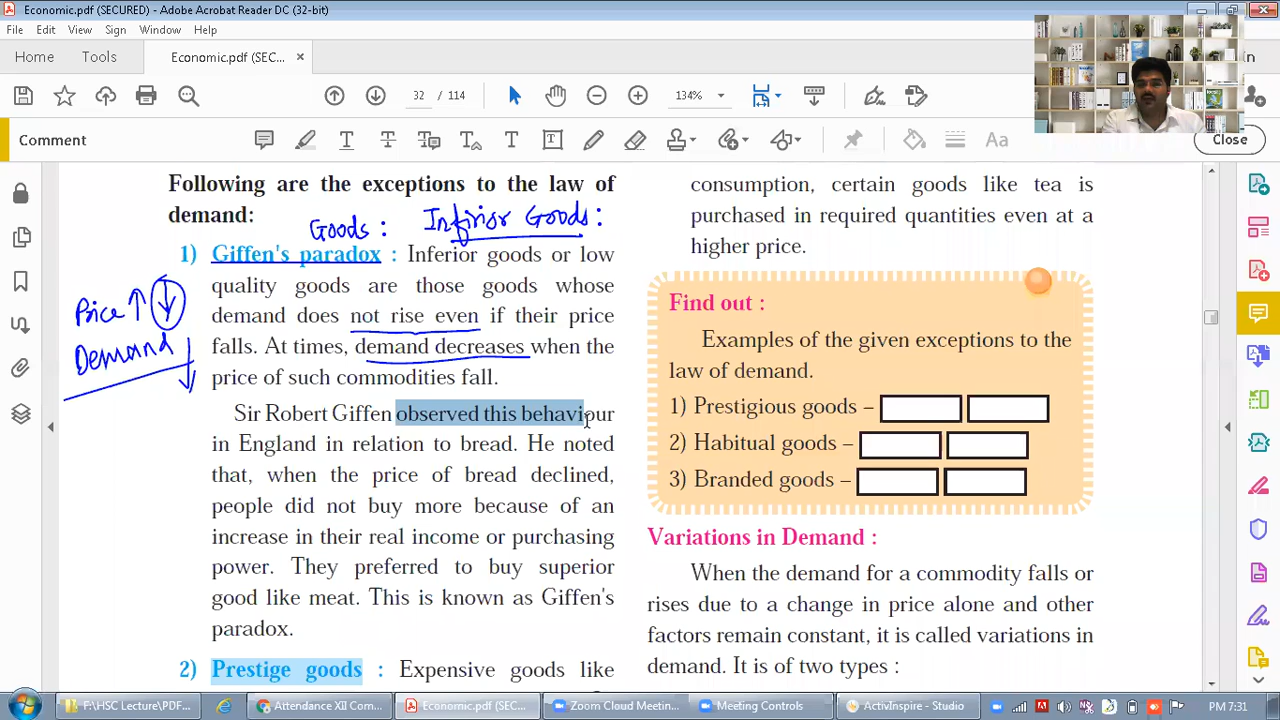 Economic.pdf (SECURED) - Adobe Acrobat Reader DC (32-bit)
File Edit View Sign Window Help
Home Tools Economic.pdf (SEC... × In
32 / 114 134%
Comment Aa Close
Following are the exceptions to the law of
demand:
Goods : Infirior Goods :
1) Giffen's paradox : Inferior goods or low
quality goods are those goods whose
demand does not rise even if their price
falls. At times, demand decreases when the
price of such commodities fall.
Price ↑ ↓
Demand ↓
Sir Robert Giffen observed this behaviour
in England in relation to bread. He noted
that, when the price of bread declined,
people did not buy more because of an
increase in their real income or purchasing
power. They preferred to buy superior
good like meat. This is known as Giffen's
paradox.
2) Prestige goods : Expensive goods like
consumption, certain goods like tea is
purchased in required quantities even at a
higher price.
Find out :
Examples of the given exceptions to the
law of demand.
1) Prestigious goods –
2) Habitual goods –
3) Branded goods –
Variations in Demand :
When the demand for a commodity falls or
rises due to a change in price alone and other
factors remain constant, it is called variations in
demand. It is of two types :
F:\HSC Lecture\PDF... Attendance XII Com... Economic.pdf (SEC... Zoom Cloud Meetin... Meeting Controls ActivInspire - Studio PM 7:31